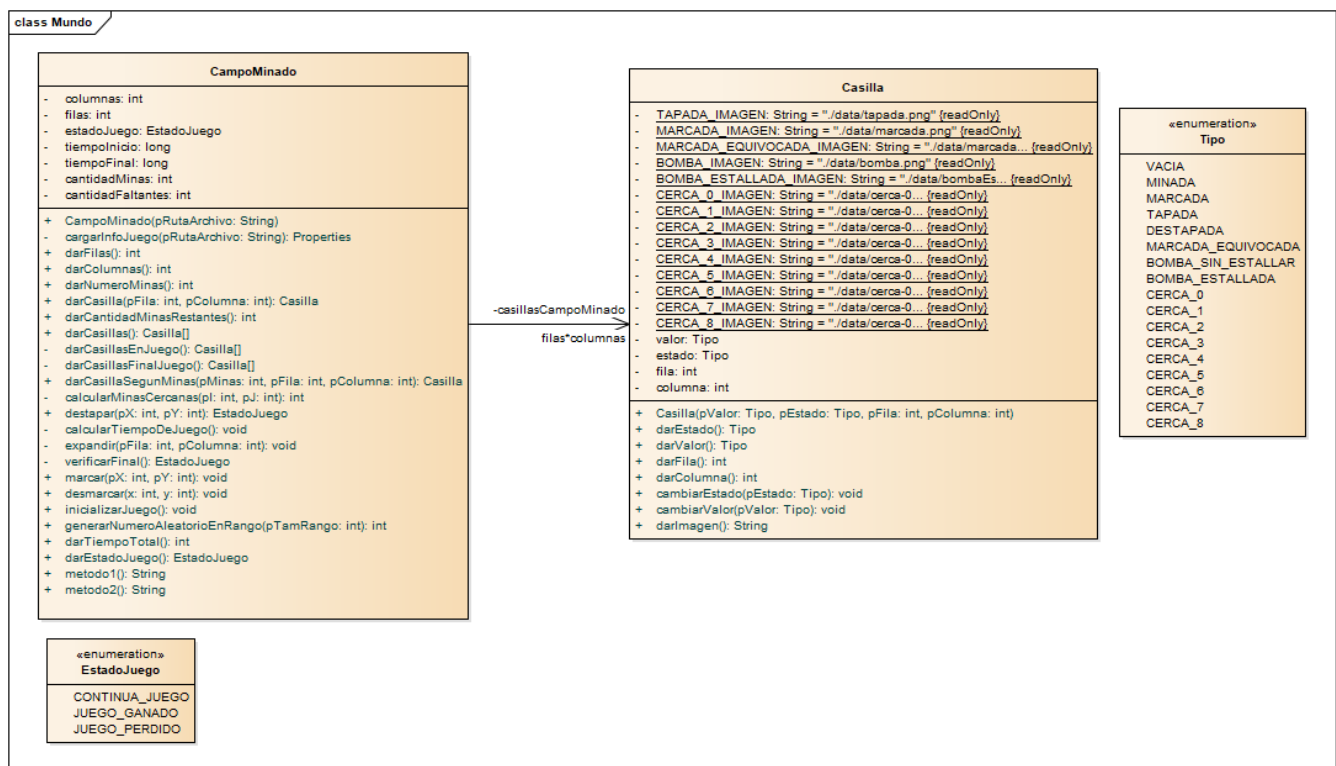 class Mundo
CampoMinado
- columnas: int
- filas: int
- estadoJuego: EstadoJuego
- tiempoInicio: long
- tiempoFinal: long
- cantidadMinas: int
- cantidadFaltantes: int
+ CampoMinado(pRutaArchivo: String)
- cargarInfoJuego(pRutaArchivo: String): Properties
+ darFilas(): int
+ darColumnas(): int
+ darNumeroMinas(): int
+ darCasilla(pFila: int, pColumna: int): Casilla
+ darCantidadMinasRestantes(): int
+ darCasillas(): Casilla[]
- darCasillasEnJuego(): Casilla[]
- darCasillasFinalJuego(): Casilla[]
+ darCasillaSegunMinas(pMinas: int, pFila: int, pColumna: int): Casilla
- calcularMinasCercanas(pI: int, pJ: int): int
+ destapar(pX: int, pY: int): EstadoJuego
- calcularTiempoDeJuego(): void
- expandir(pFila: int, pColumna: int): void
- verificarFinal(): EstadoJuego
+ marcar(pX: int, pY: int): void
+ desmarcar(x: int, y: int): void
+ inicializarJuego(): void
+ generarNumeroAleatorioEnRango(pTamRango: int): int
+ darTiempoTotal(): int
+ darEstadoJuego(): EstadoJuego
+ metodo1(): String
+ metodo2(): String
-casillasCampoMinado
filas*columnas
Casilla
- TAPADA_IMAGEN: String = "./data/tapada.png" {readOnly}
- MARCADA_IMAGEN: String = "./data/marcada.png" {readOnly}
- MARCADA_EQUIVOCADA_IMAGEN: String = "./data/marcada... {readOnly}
- BOMBA_IMAGEN: String = "./data/bomba.png" {readOnly}
- BOMBA_ESTALLADA_IMAGEN: String = "./data/bombaEs... {readOnly}
- CERCA_0_IMAGEN: String = "./data/cerca-0... {readOnly}
- CERCA_1_IMAGEN: String = "./data/cerca-0... {readOnly}
- CERCA_2_IMAGEN: String = "./data/cerca-0... {readOnly}
- CERCA_3_IMAGEN: String = "./data/cerca-0... {readOnly}
- CERCA_4_IMAGEN: String = "./data/cerca-0... {readOnly}
- CERCA_5_IMAGEN: String = "./data/cerca-0... {readOnly}
- CERCA_6_IMAGEN: String = "./data/cerca-0... {readOnly}
- CERCA_7_IMAGEN: String = "./data/cerca-0... {readOnly}
- CERCA_8_IMAGEN: String = "./data/cerca-0... {readOnly}
- valor: Tipo
- estado: Tipo
- fila: int
- columna: int
+ Casilla(pValor: Tipo, pEstado: Tipo, pFila: int, pColumna: int)
+ darEstado(): Tipo
+ darValor(): Tipo
+ darFila(): int
+ darColumna(): int
+ cambiarEstado(pEstado: Tipo): void
+ cambiarValor(pValor: Tipo): void
+ darImagen(): String
«enumeration»
Tipo
VACIA
MINADA
MARCADA
TAPADA
DESTAPADA
MARCADA_EQUIVOCADA
BOMBA_SIN_ESTALLAR
BOMBA_ESTALLADA
CERCA_0
CERCA_1
CERCA_2
CERCA_3
CERCA_4
CERCA_5
CERCA_6
CERCA_7
CERCA_8
«enumeration»
EstadoJuego
CONTINUA_JUEGO
JUEGO_GANADO
JUEGO_PERDIDO